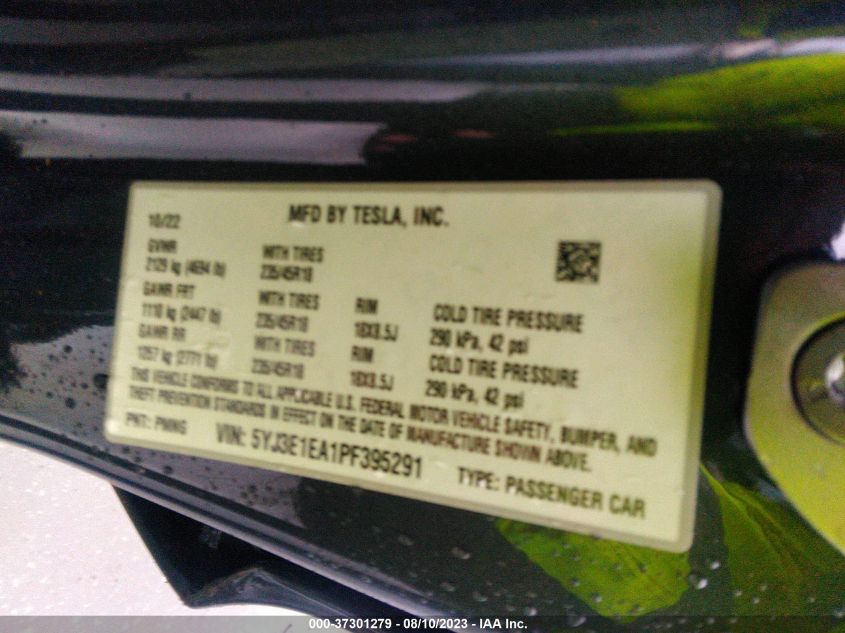 MFD BY TESLA, INC.
10/22
GVWR
2129 kg (4694 lb)
WITH TIRES
235/45R18
GAWR FRT
1110 kg (2447 lb)
WITH TIRES
235/45R18
RIM
18X8.5J
COLD TIRE PRESSURE
290 kPa, 42 psi
GAWR RR
1257 kg (2771 lb)
WITH TIRES
235/45R18
RIM
18X8.5J
COLD TIRE PRESSURE
290 kPa, 42 psi
THIS VEHICLE CONFORMS TO ALL APPLICABLE U.S. FEDERAL MOTOR VEHICLE SAFETY, BUMPER, AND
THEFT PREVENTION STANDARDS IN EFFECT ON THE DATE OF MANUFACTURE SHOWN ABOVE.
PNT: PMNG
VIN: 5YJ3E1EA1PF395291
TYPE: PASSENGER CAR
000-37301279 - 08/10/2023 - IAA Inc.